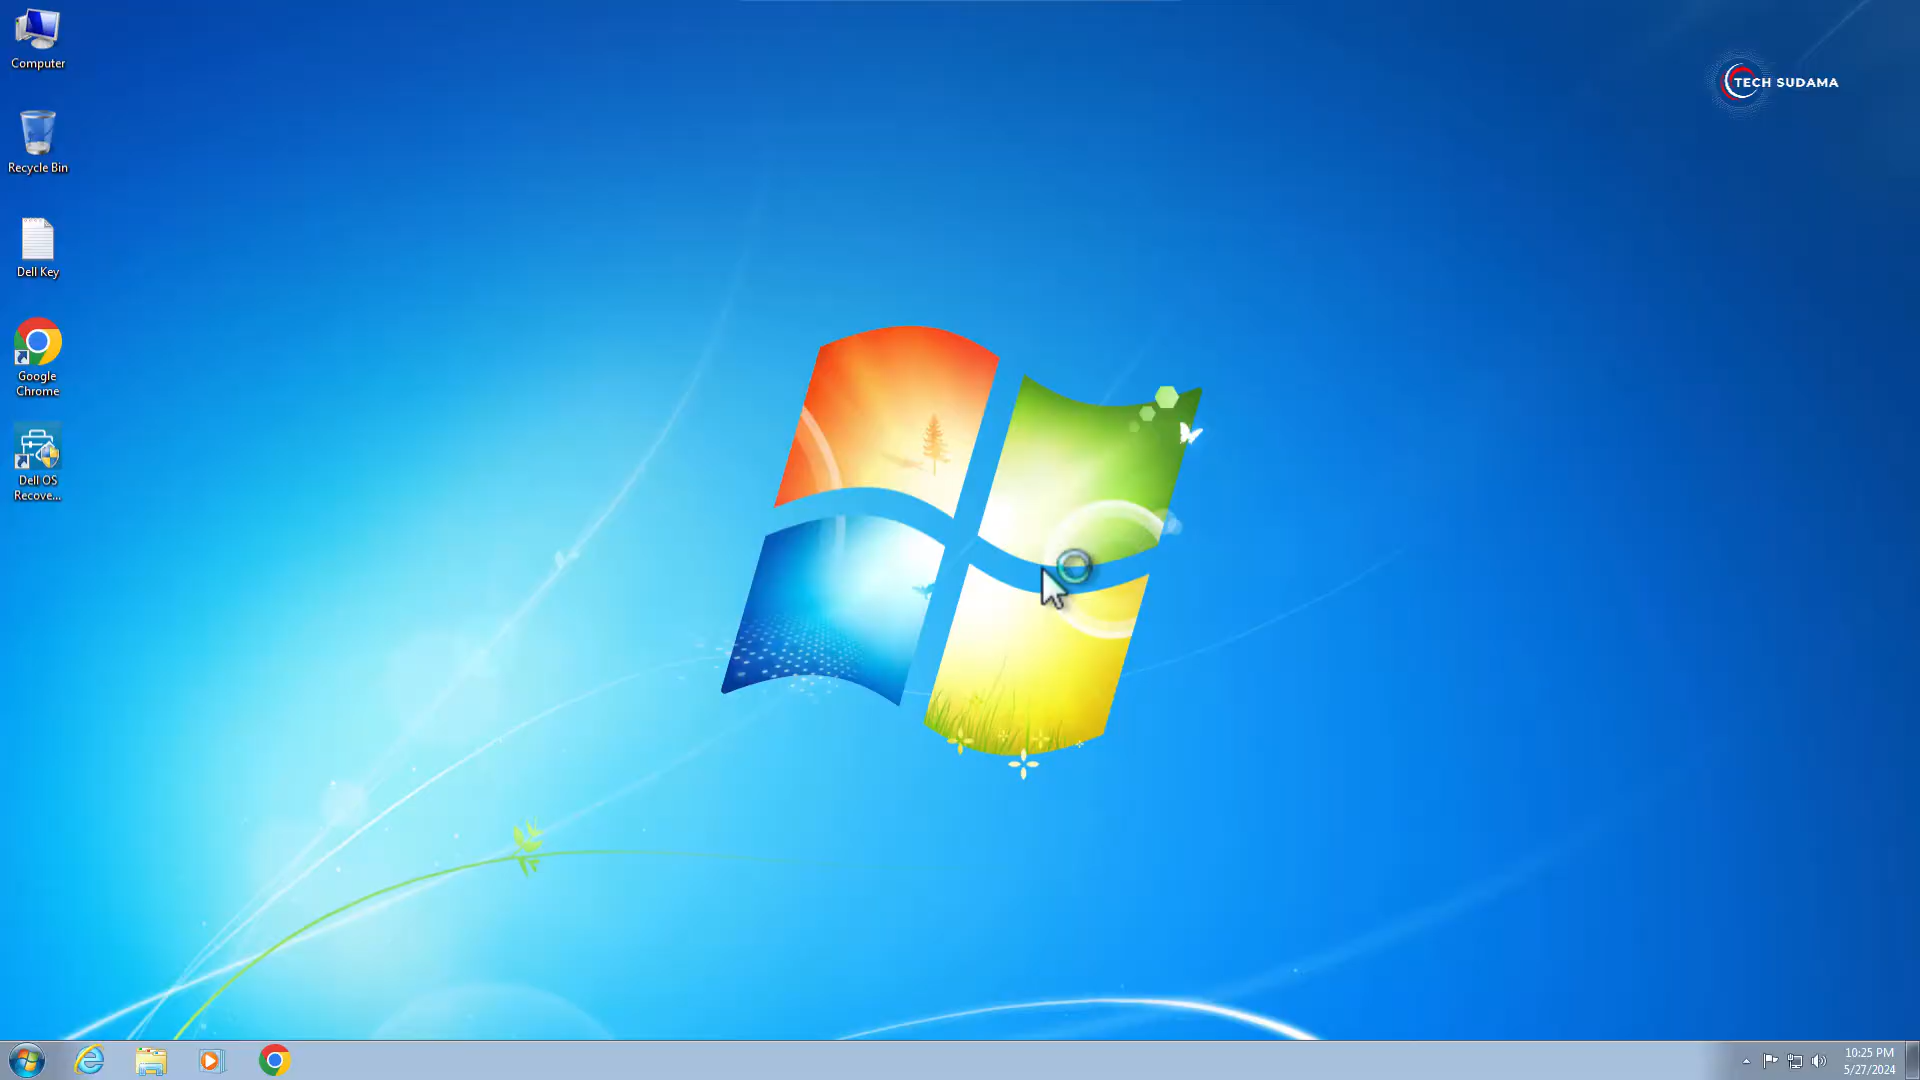 Computer
TECH SUDAMA
Recycle Bin
Dell Key
Google
Chrome
Dell OS
Recove...
10:25 PM
5/27/2024